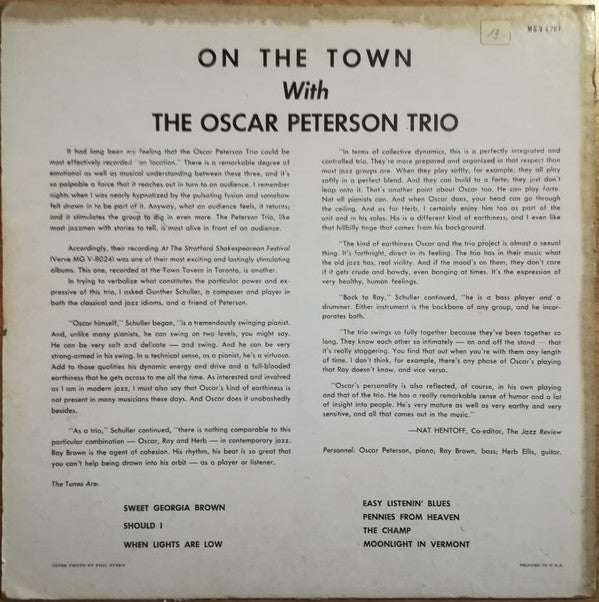 19
MG V
ON THE TOWN
With
THE OSCAR PETERSON TRIO
It had long been my feeling that the Oscar Peterson Trio could be
most effectively recorded "on location." There is a remarkable degree of
emotional as well as musical understanding between these three, and it's
so palpable a force that it reaches out in turn to an audience. I remember
nights when I was nearly hypnotized by the pulsating fusion and somehow
felt drawn in to be part of it. Anyway, what an audience feels, it returns;
and it stimulates the group to dig in even more. The Peterson Trio, like
most jazzmen with stories to tell, is most alive in front of an audience.
Accordingly, their recording At The Stratford Shakespearean Festival
(Verve MG V-8024) was one of their most exciting and lastingly stimulating
albums. This one, recorded at the Town Tavern in Toronto, is another.
In trying to verbalize what constitutes the particular power and ex-
pressive of this trio, I asked Gunther Schuller, a composer and player in
both the classical and jazz idioms, and a friend of Peterson.
"Oscar himself," Schuller began, "is a tremendously swinging pianist.
And, unlike many pianists, he can swing on two levels, you might say.
He can be very soft and delicate — and swing. And he can be very
strong-armed in his swing. In a technical sense, as a pianist, he's a virtuoso.
Add to those qualities his dynamic energy and drive and a full-blooded
earthiness that he gets across to me all the time. As interested and involved
as I am in modern jazz, I must also say that Oscar's kind of earthiness is
not present in many musicians these days. And Oscar does it unabashedly
besides.
"As a trio," Schuller continued, "there is nothing comparable to this
particular combination — Oscar, Ray and Herb — in contemporary jazz.
Ray Brown is the agent of cohesion. His rhythm, his beat is so great that
you can't help being drawn into his orbit — as a player or listener.
"In terms of collective dynamics, this is a perfectly integrated and
controlled trio. They're more prepared and organized in that respect than
most jazz groups are. When they play softly, for example, they all play
softly in a perfect blend. And they can build to a forte; they just don't
leap onto it. That's another point about Oscar too. He can play forte.
Not all pianists can. And when Oscar does, your head can go through
the ceiling. And as for Herb, I certainly enjoy him too as part of the
unit and in his solos. His is a different kind of earthiness; and I even like
that hillbilly tinge that comes from his background.
"The kind of earthiness Oscar and the trio project is almost a sexual
thing. It's forthright, direct in its feeling. The trio has in their music what
the old jazz has, real virility. And if the mood's on them, they don't care
if it gets crude and bawdy, even banging at times. It's the expression of
very healthy, human feelings.
"Back to Ray," Schuller continued, "he is a bass player and a
drummer. Either instrument is the backbone of any group, and he incor-
porates both.
"The trio swings so fully together because they've been together so
long. They know each other so intimately — on and off the stand — that
it's really staggering. You find that out when you're with them any length
of time. I don't think, for example, there's any phase of Oscar's playing
that Ray doesn't know, and vice versa.
"Oscar's personality is also reflected, of course, in his own playing
and that of the trio. He has a really remarkable sense of humor and a lot
of insight into people. He's very mature as well as very earthy and very
sensitive, and all that comes out in the music."
—NAT HENTOFF, Co-editor, The Jazz Review
Personnel: Oscar Peterson, piano; Ray Brown, bass; Herb Ellis, guitar.
The Tunes Are:
SWEET GEORGIA BROWN
SHOULD I
WHEN LIGHTS ARE LOW
EASY LISTENIN' BLUES
PENNIES FROM HEAVEN
THE CHAMP
MOONLIGHT IN VERMONT
COVER PHOTO BY PHIL STERN
PRINTED IN U.S.A.